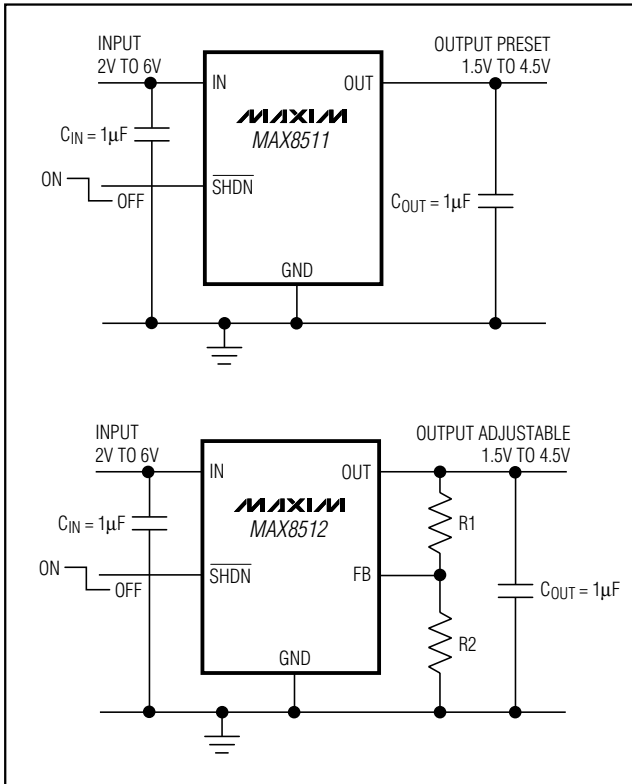 INPUT
2V TO 6V
OUTPUT PRESET
1.5V TO 4.5V
IN
OUT
MAXIM
MAX8511
CIN = 1µF
ON
OFF
SHDN
COUT = 1µF
GND
INPUT
2V TO 6V
OUTPUT ADJUSTABLE
1.5V TO 4.5V
IN
OUT
MAXIM
MAX8512
CIN = 1µF
R1
ON
OFF
SHDN
FB
COUT = 1µF
R2
GND